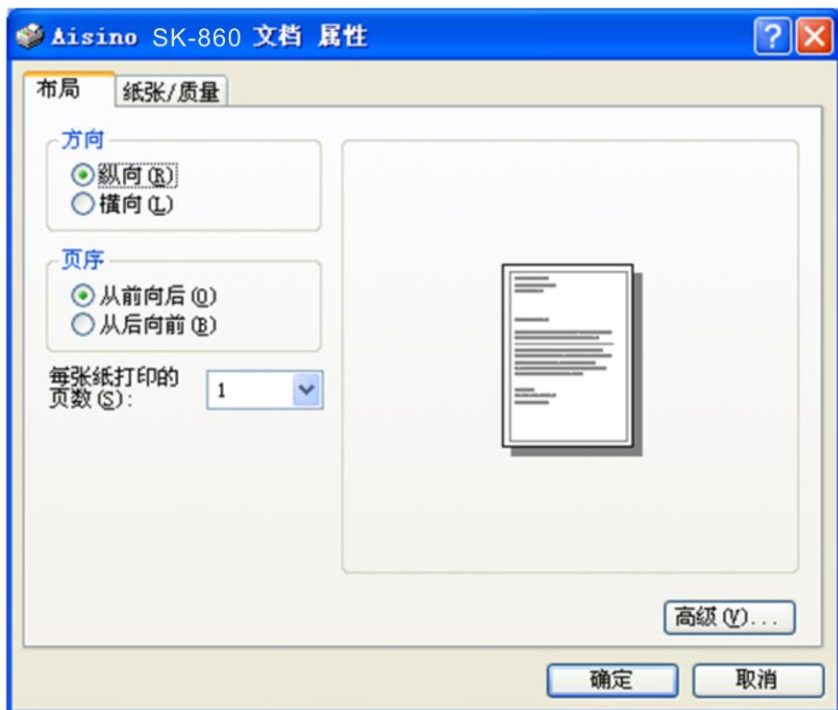 Aisino SK-860 文档 属性
布局
纸张/质量
方向
纵向(R)
横向(L)
页序
从前向后(O)
从后向前(B)
每张纸打印的
页数(S):
1
高级(V)...
确定
取消